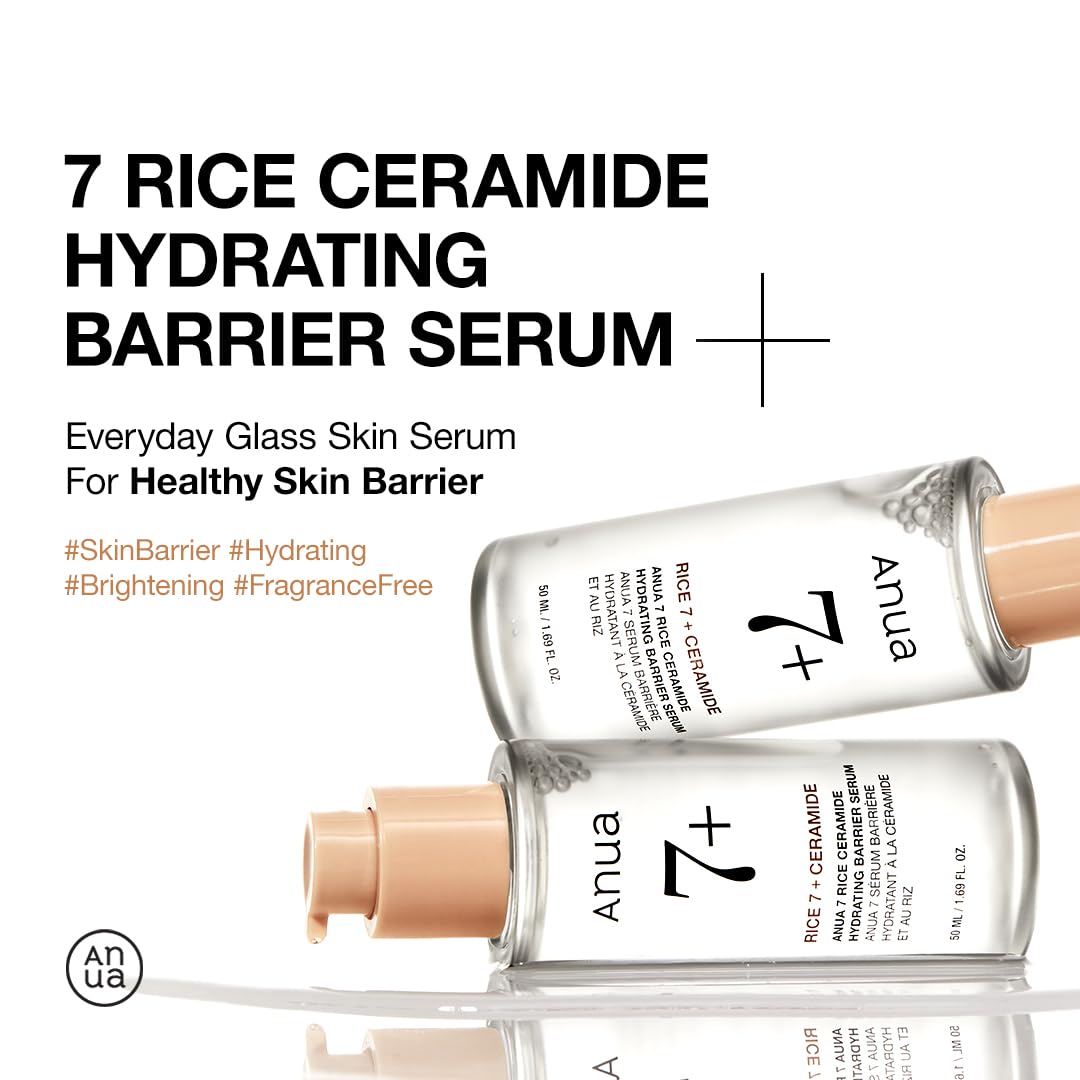 7 RICE CERAMIDE
HYDRATING
BARRIER SERUM
Everyday Glass Skin Serum
For Healthy Skin Barrier
#SkinBarrier #Hydrating
#Brightening #FragranceFree
Anua
7+
RICE 7 + CERAMIDE
ANUA 7 RICE CERAMIDE
HYDRATING BARRIER SERUM
ANUA 7 SERUM BARRIÈRE
HYDRATANT À LA CÉRAMIDE
ET AU RIZ
50 ML / 1.69 FL. OZ.
Anua
7+
RICE 7 + CERAMIDE
ANUA 7 RICE CERAMIDE
HYDRATING BARRIER SERUM
ANUA 7 SÉRUM BARRIÈRE
HYDRATANT À LA CÉRAMIDE
ET AU RIZ
50 ML / 1.69 FL. OZ.
An
ua